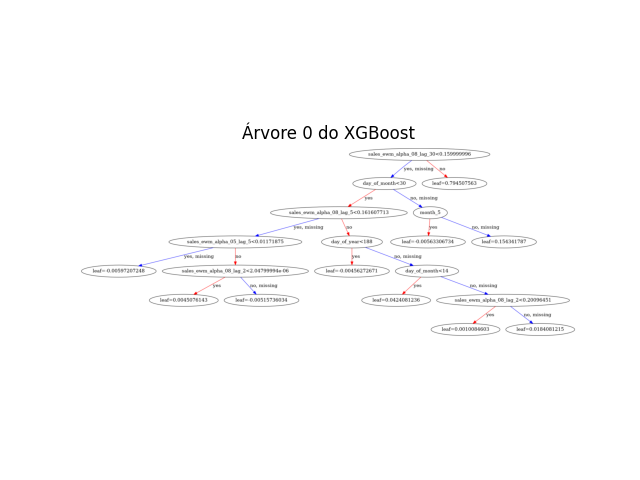 Árvore 0 do XGBoost
sales_ewm_alpha_08_lag_30<0.159999996
yes, missing
no
day_of_month<30
leaf=0.794507563
yes
no, missing
sales_ewm_alpha_08_lag_5<0.161607713
month_5
yes, missing
no
yes
no, missing
sales_ewm_alpha_05_lag_5<0.01171875
day_of_year<188
leaf=-0.00563306734
leaf=0.156341787
yes, missing
no
yes
no, missing
leaf=-0.00597207248
sales_ewm_alpha_08_lag_2<2.04799994e-06
leaf=-0.00456272671
day_of_month<14
yes
no, missing
yes
no, missing
leaf=0.0045076143
leaf=-0.00515736034
leaf=0.0424081236
sales_ewm_alpha_08_lag_2<0.20096451
yes
no, missing
leaf=0.0010084603
leaf=0.0184081215